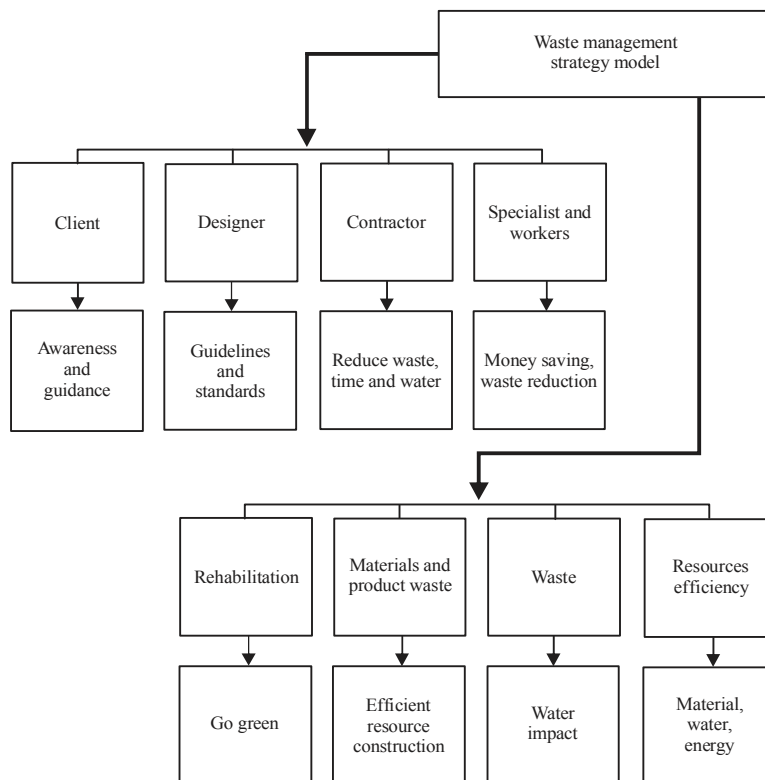 Waste management
strategy model
Client
Designer
Contractor
Specialist and
workers
Awareness
and
guidance
Guidelines
and
standards
Reduce waste,
time and water
Money saving,
waste reduction
Rehabilitation
Materials and
product waste
Waste
Resources
efficiency
Go green
Efficient
resource
construction
Water
impact
Material,
water,
energy